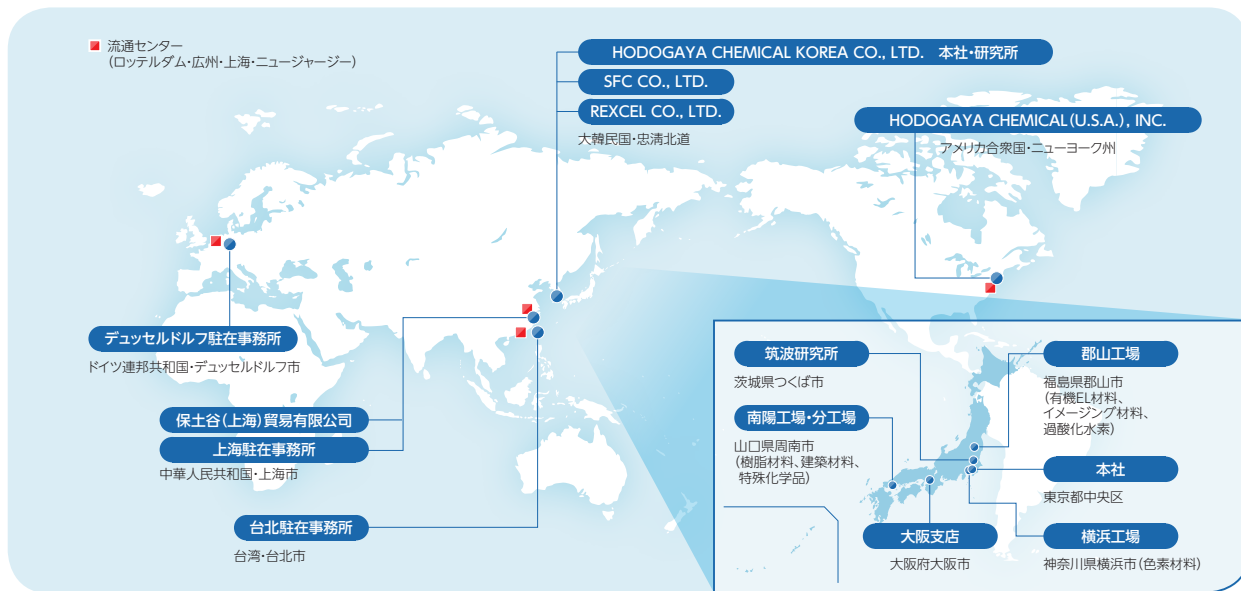 流通センター
(ロッテルダム・広州・上海・ニュージャージー)
HODOGAYA CHEMICAL KOREA CO., LTD. 本社・研究所
SFC CO., LTD.
REXCEL CO., LTD.
大韓民国・忠清北道
HODOGAYA CHEMICAL(U.S.A.), INC.
アメリカ合衆国・ニューヨーク州
デュッセルドルフ駐在事務所
ドイツ連邦共和国・デュッセルドルフ市
保土谷(上海)貿易有限公司
上海駐在事務所
中華人民共和国・上海市
台北駐在事務所
台湾・台北市
筑波研究所
茨城県つくば市
南陽工場・分工場
山口県周南市
(樹脂材料、建築材料、
特殊化学品)
大阪支店
大阪府大阪市
郡山工場
福島県郡山市
(有機EL材料、
イメージング材料、
過酸化水素)
本社
東京都中央区
横浜工場
神奈川県横浜市(色素材料)